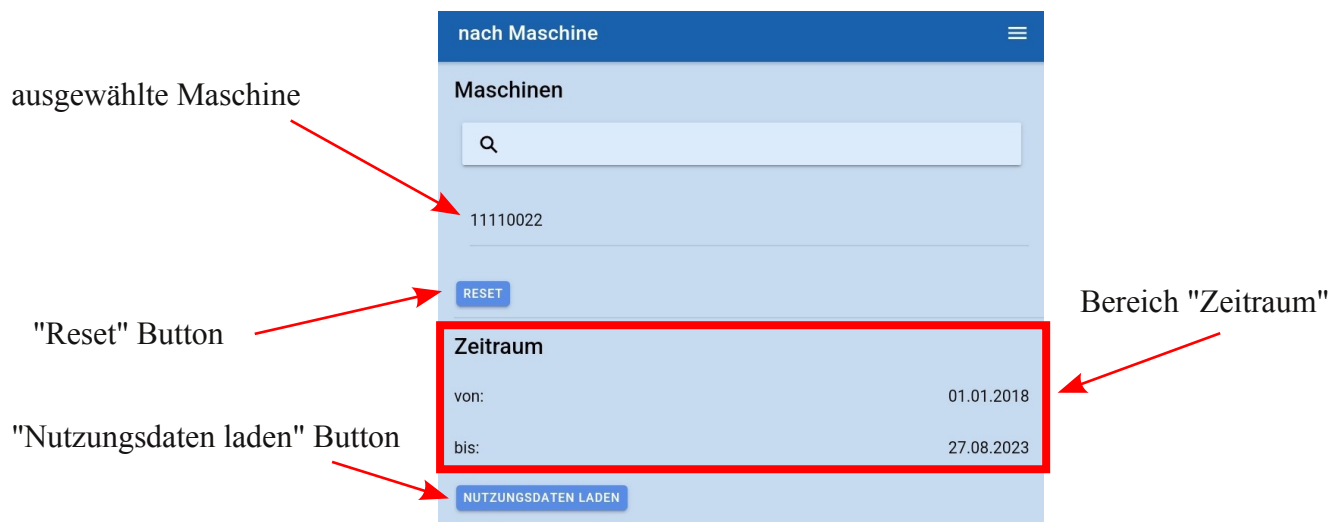 nach Maschine
ausgewählte Maschine
Maschinen
11110022
RESET
"Reset" Button
Bereich "Zeitraum"
Zeitraum
von: 01.01.2018
"Nutzungsdaten laden" Button
bis: 27.08.2023
NUTZUNGSDATEN LADEN